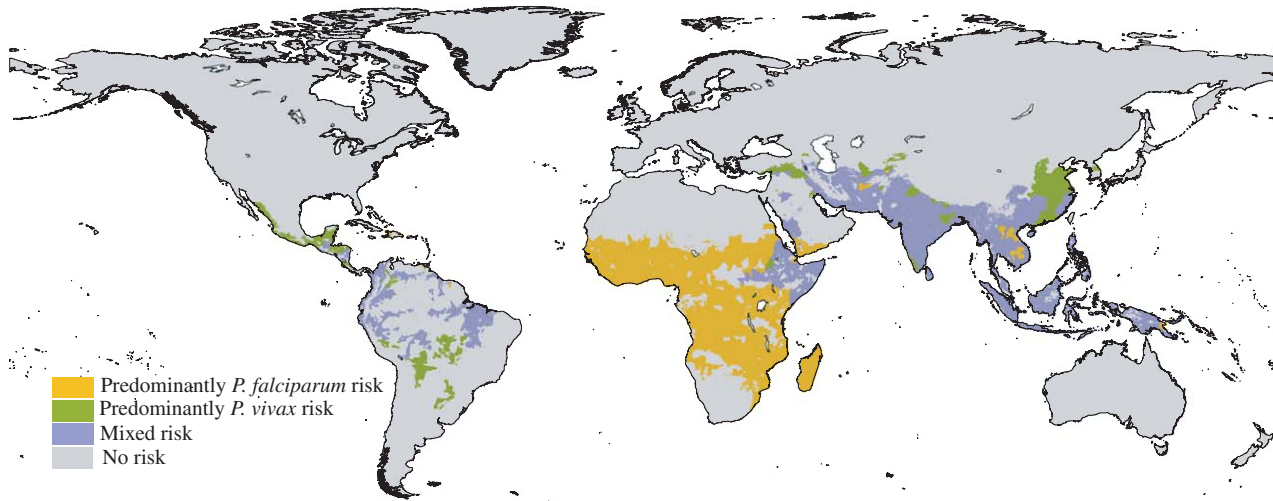 Predominantly P. falciparum risk
Predominantly P. vivax risk
Mixed risk
No risk